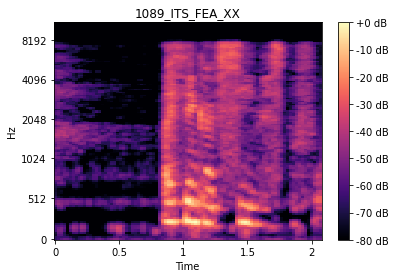 1089_ITS_FEA_XX
8192
4096
2048
1024
512
0
Hz
0
0.5
1
1.5
2
Time
+0 dB
-10 dB
-20 dB
-30 dB
-40 dB
-50 dB
-60 dB
-70 dB
-80 dB